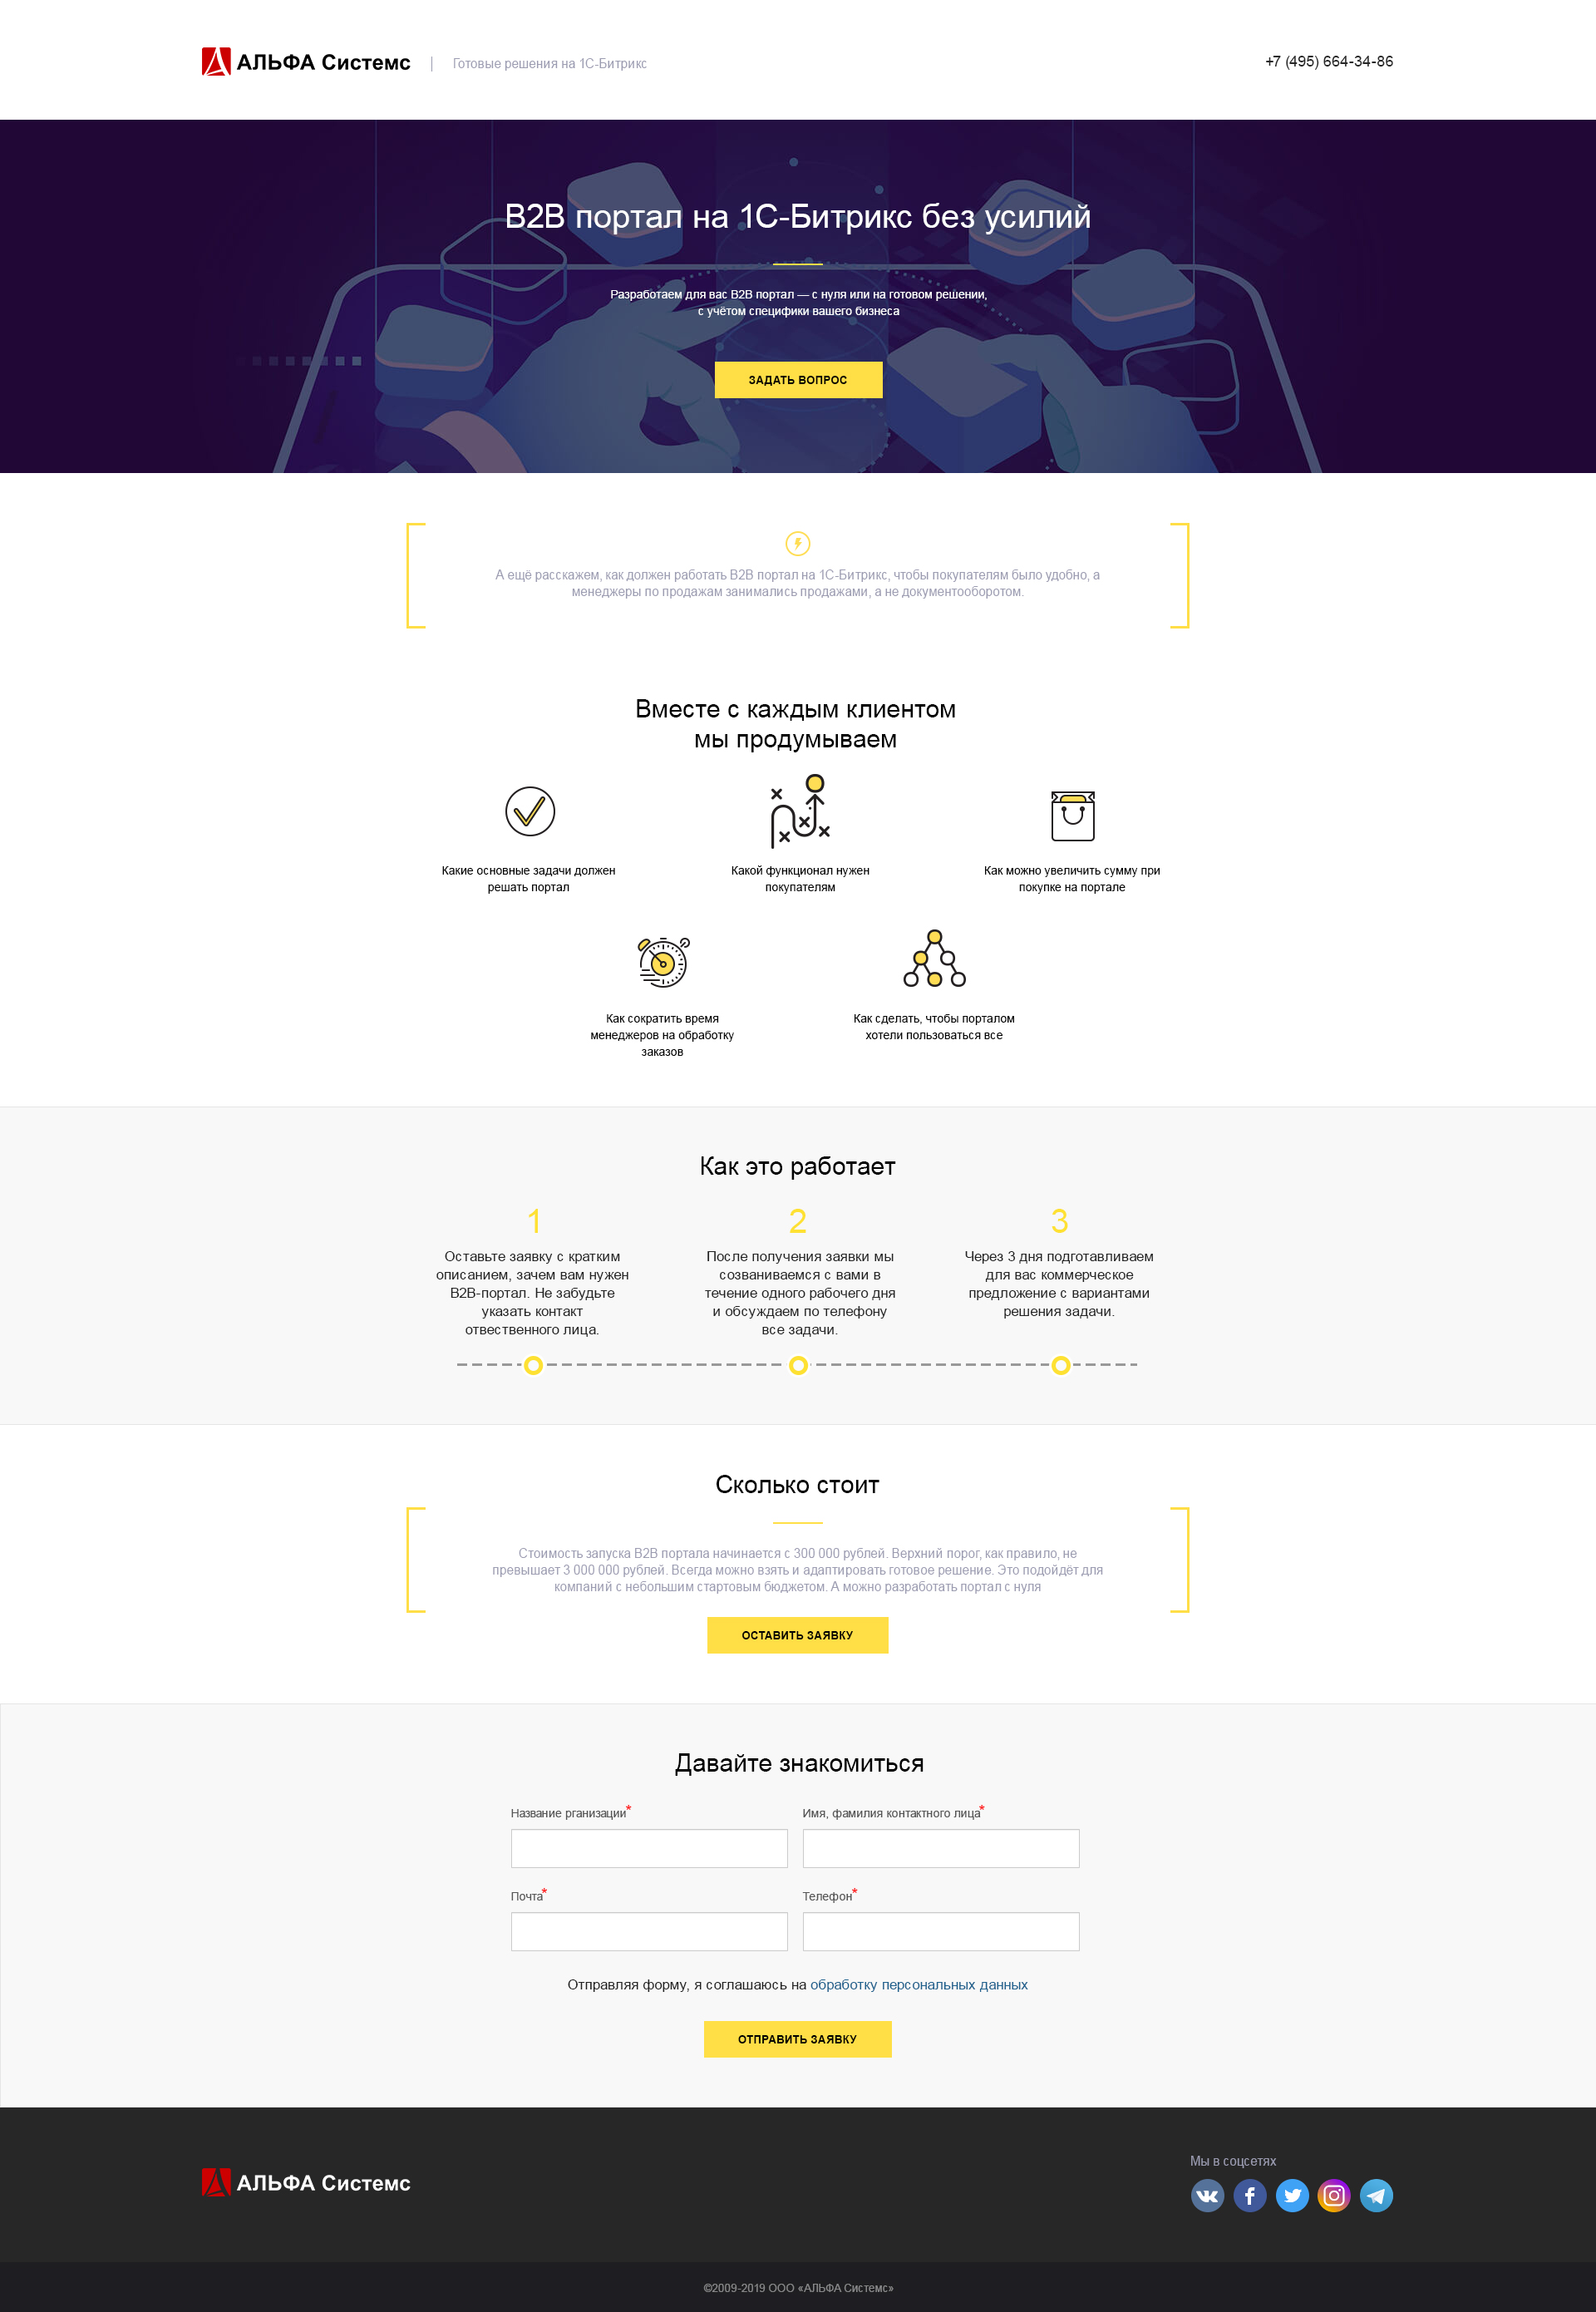 АЛЬФА Системс
Готовые решения на 1С-Битрикс
+7 (495) 664-34-86
B2B портал на 1С-Битрикс без усилий
Разработаем для вас B2B портал — с нуля или на готовом решении,
с учётом специфики вашего бизнеса
ЗАДАТЬ ВОПРОС
А ещё расскажем, как должен работать B2B портал на 1С-Битрикс, чтобы покупателям было удобно, а
менеджеры по продажам занимались продажами, а не документооборотом.
Вместе с каждым клиентом
мы продумываем
Какие основные задачи должен
решать портал
Какой функционал нужен
покупателям
Как можно увеличить сумму при
покупке на портале
Как сократить время
менеджеров на обработку
заказов
Как сделать, чтобы порталом
хотели пользоваться все
Как это работает
1
Оставьте заявку с кратким
описанием, зачем вам нужен
B2B-портал. Не забудьте
указать контакт
отвественного лица.
2
После получения заявки мы
созваниваемся с вами в
течение одного рабочего дня
и обсуждаем по телефону
все задачи.
3
Через 3 дня подготавливаем
для вас коммерческое
предложение с вариантами
решения задачи.
Сколько стоит
Стоимость запуска B2B портала начинается с 300 000 рублей. Верхний порог, как правило, не
превышает 3 000 000 рублей. Всегда можно взять и адаптировать готовое решение. Это подойдёт для
компаний с небольшим стартовым бюджетом. А можно разработать портал с нуля
ОСТАВИТЬ ЗАЯВКУ
Давайте знакомиться
Название рганизации*
Имя, фамилия контактного лица*
Почта*
Телефон*
Отправляя форму, я соглашаюсь на обработку персональных данных
ОТПРАВИТЬ ЗАЯВКУ
АЛЬФА Системс
Мы в соцсетях
©2009-2019 ООО «АЛЬФА Системс»